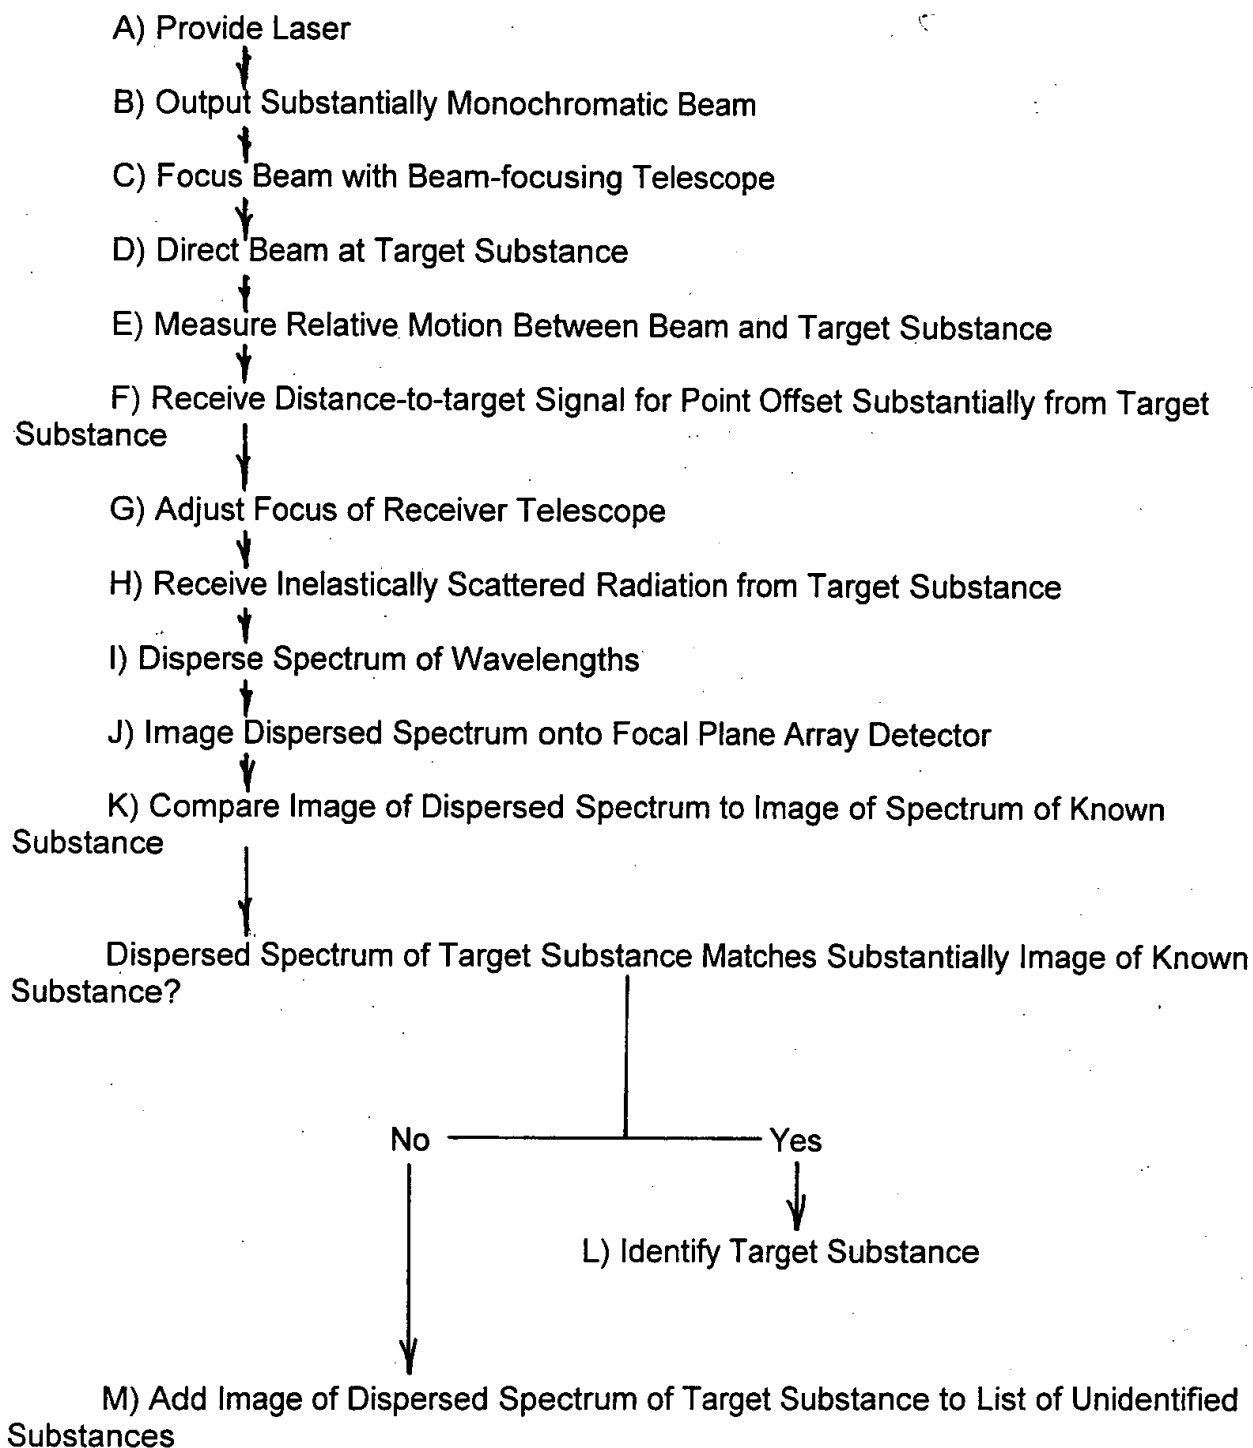 A) Provide Laser
B) Output Substantially Monochromatic Beam
C) Focus Beam with Beam-focusing Telescope
D) Direct Beam at Target Substance
E) Measure Relative Motion Between Beam and Target Substance
F) Receive Distance-to-target Signal for Point Offset Substantially from Target
Substance
G) Adjust Focus of Receiver Telescope
H) Receive Inelastically Scattered Radiation from Target Substance
I) Disperse Spectrum of Wavelengths
J) Image Dispersed Spectrum onto Focal Plane Array Detector
K) Compare Image of Dispersed Spectrum to Image of Spectrum of Known
Substance
Dispersed Spectrum of Target Substance Matches Substantially Image of Known
Substance?
No
Yes
L) Identify Target Substance
M) Add Image of Dispersed Spectrum of Target Substance to List of Unidentified
Substances